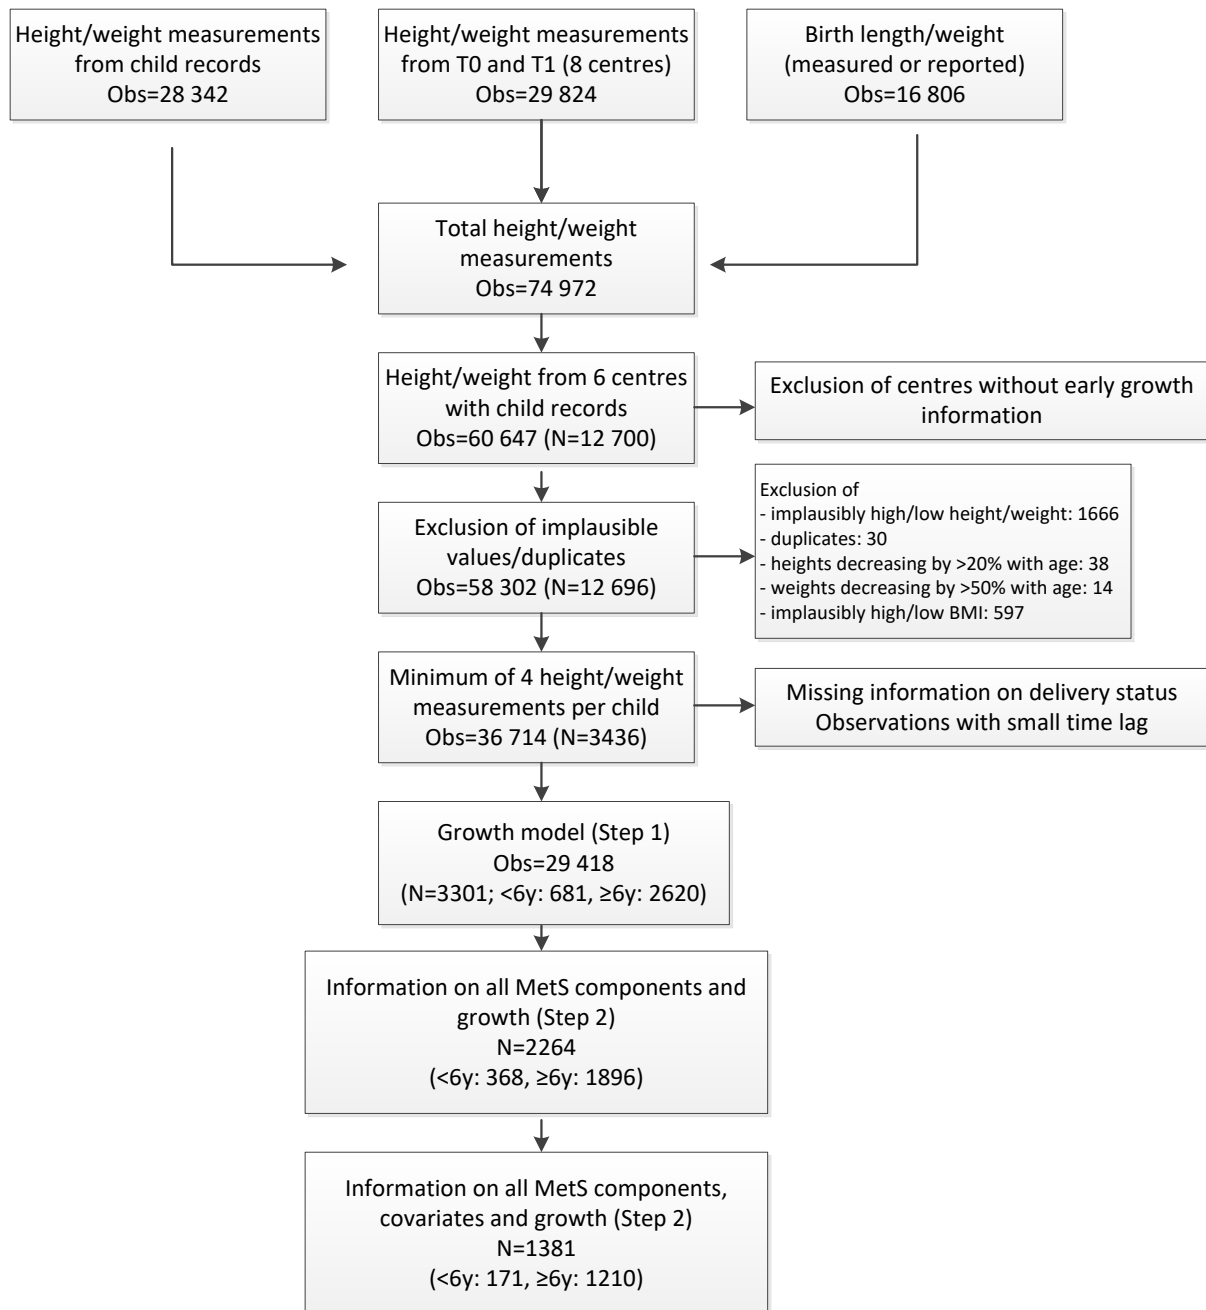 Height/weight measurements
from child records
Obs=28 342
Height/weight measurements
from T0 and T1 (8 centres)
Obs=29 824
Birth length/weight
(measured or reported)
Obs=16 806
Total height/weight
measurements
Obs=74 972
Height/weight from 6 centres
with child records
Obs=60 647 (N=12 700)
Exclusion of centres without early growth
information
Exclusion of implausible
values/duplicates
Obs=58 302 (N=12 696)
Exclusion of
- implausibly high/low height/weight: 1666
- duplicates: 30
- heights decreasing by >20% with age: 38
- weights decreasing by >50% with age: 14
- implausibly high/low BMI: 597
Minimum of 4 height/weight
measurements per child
Obs=36 714 (N=3436)
Missing information on delivery status
Observations with small time lag
Growth model (Step 1)
Obs=29 418
(N=3301; <6y: 681, ≥6y: 2620)
Information on all MetS components and
growth (Step 2)
N=2264
(<6y: 368, ≥6y: 1896)
Information on all MetS components,
covariates and growth (Step 2)
N=1381
(<6y: 171, ≥6y: 1210)